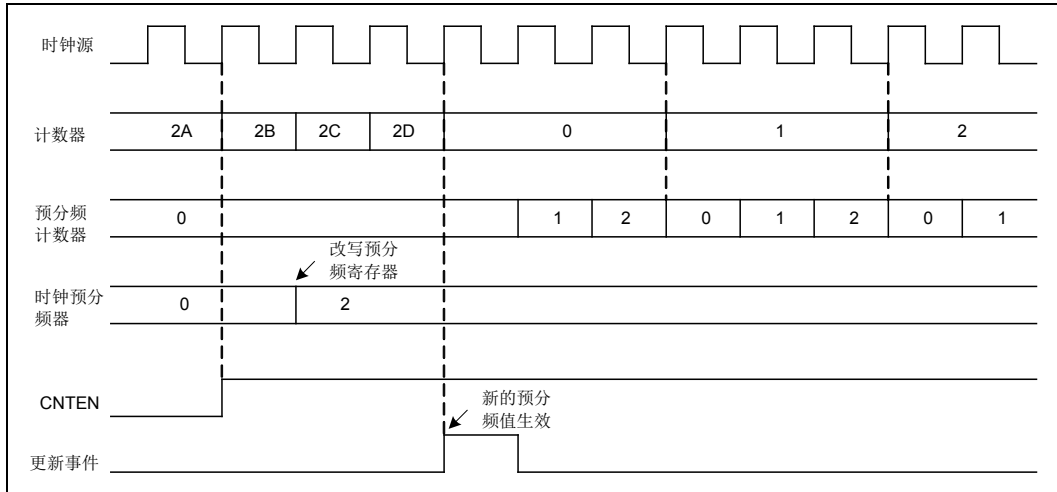 时钟源
计数器 2A 2B 2C 2D 0 1 2
预分频
计数器 0 1 2 0 1 2 0 1
改写预分
频寄存器
时钟预分
频器 0 2
CNTEN
新的预分
频值生效
更新事件